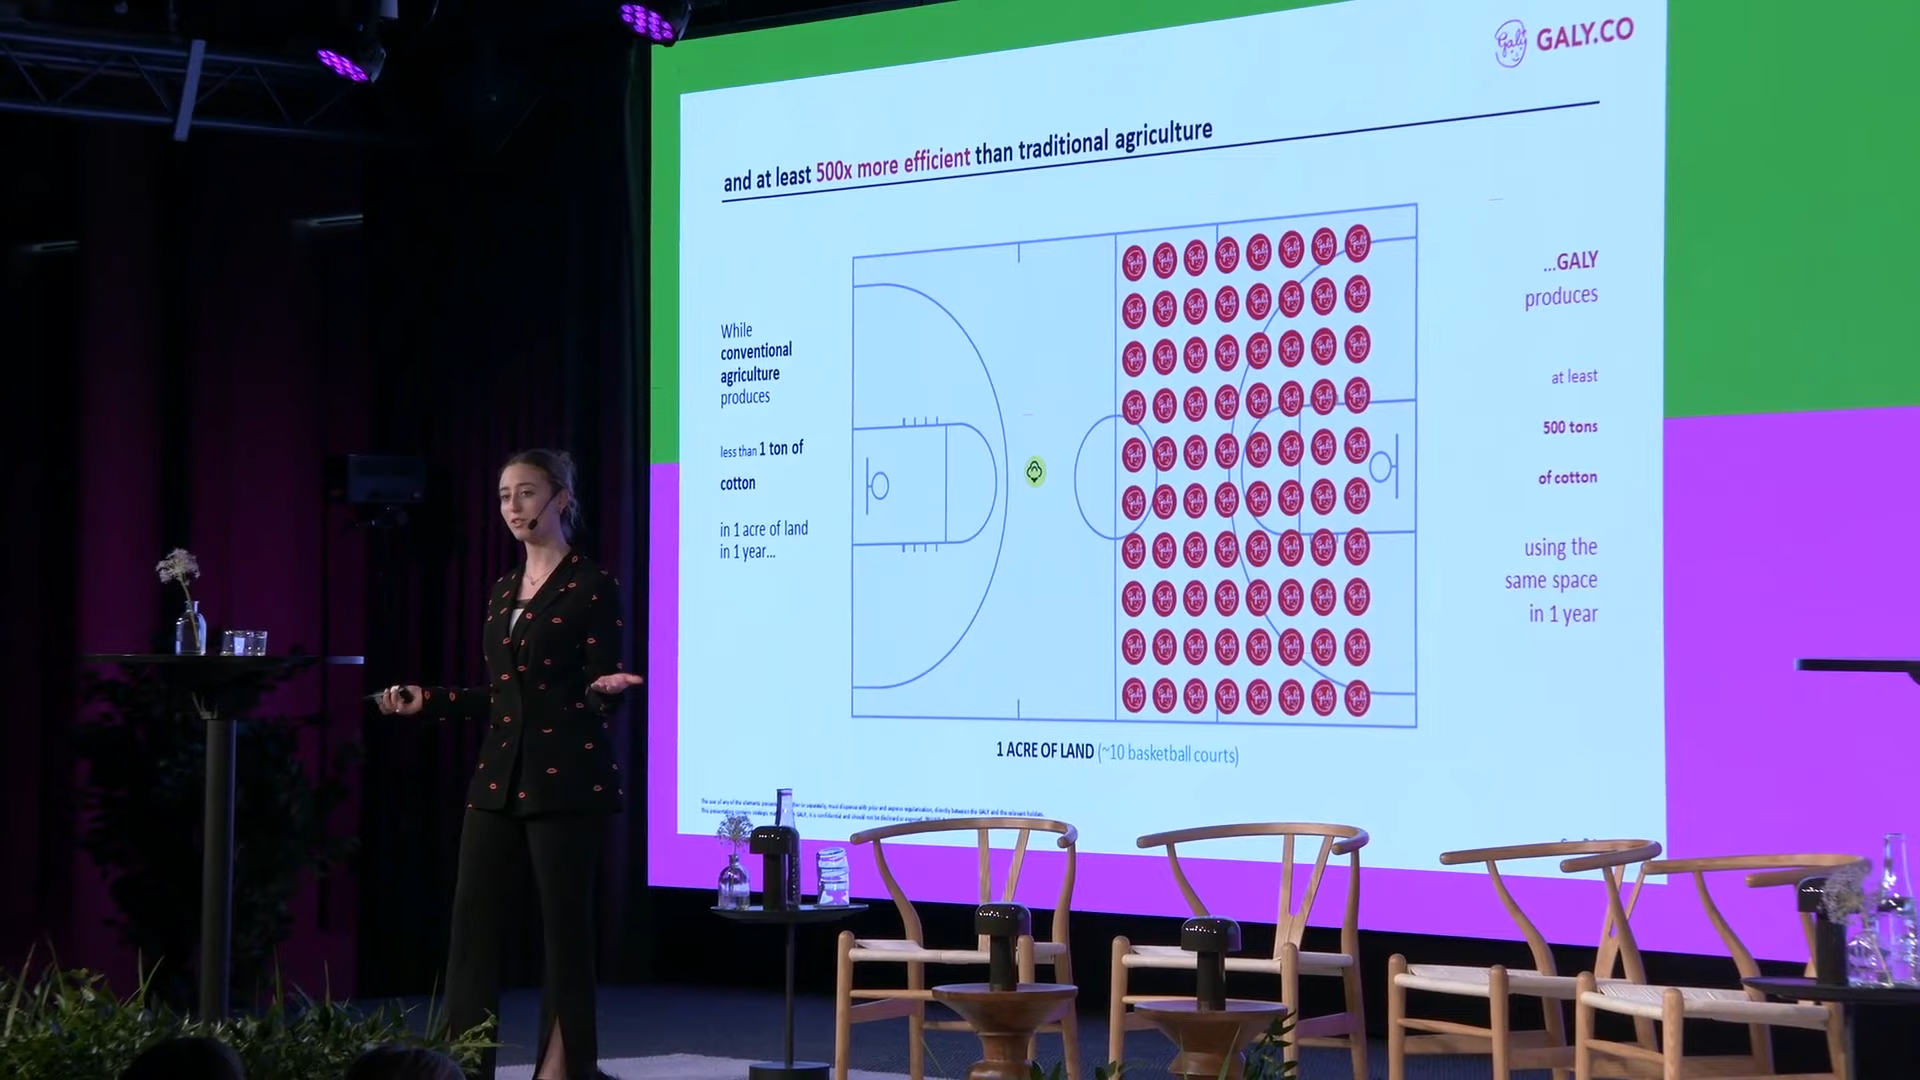 Galy GALY.CO
and at least 500x more efficient than traditional agriculture
While
conventional
agriculture
produces
less than 1 ton of
cotton
in 1 acre of land
in 1 year...
...GALY
produces
at least
500 tons
of cotton
using the
same space
in 1 year
1 ACRE OF LAND (~10 basketball courts)